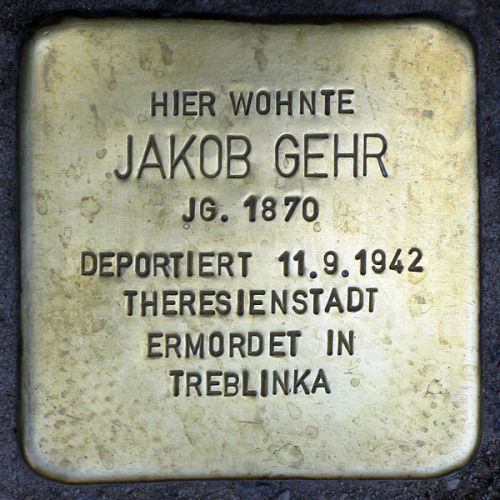 HIER WOHNTE
JAKOB GEHR
JG. 1870
DEPORTIERT 11.9.1942
THERESIENSTADT
ERMORDET IN
TREBLINKA